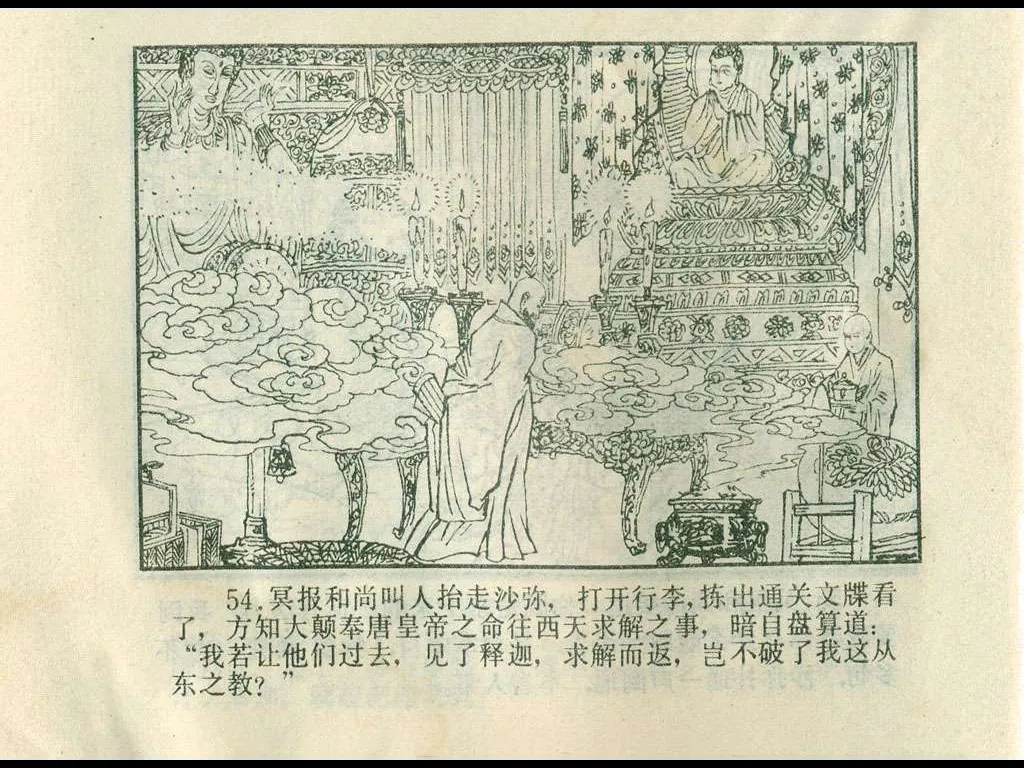 54.冥报和尚叫人抬走沙弥，打开行李，拣出通关文牒看
了，方知大颠奉唐皇帝之命往西天求解之事，暗自盘算道：
“我若让他们过去，见了释迦，求解而返，岂不破了我这从
东之教？”